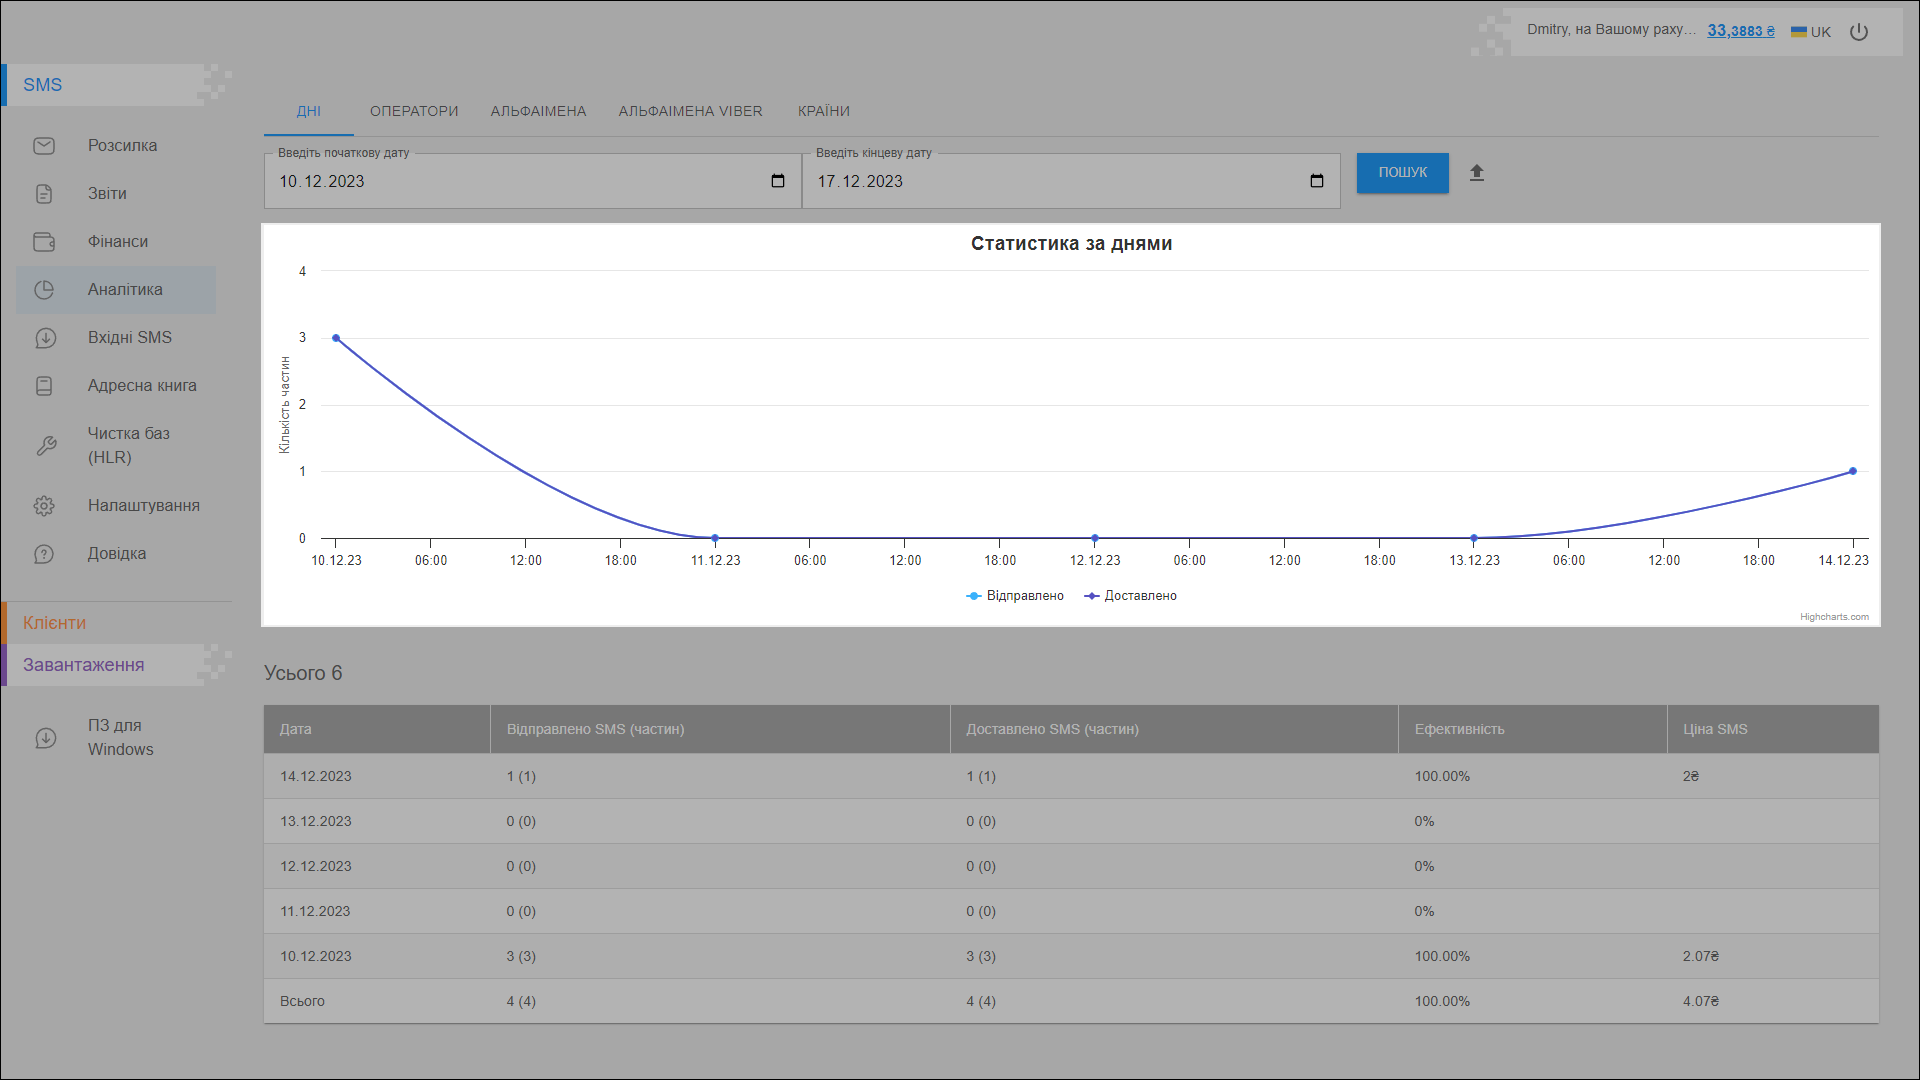 Dmitry, на Вашому раху... 33,3883 ₴ UK
SMS
Розсилка
Звіти
Фінанси
Аналітика
Вхідні SMS
Адресна книга
Чистка баз
(HLR)
Налаштування
Довідка
Клієнти
Завантаження
ПЗ для
Windows
ДНІ ОПЕРАТОРИ АЛЬФАІМЕНА АЛЬФАІМЕНА VIBER КРАЇНИ
Введіть початкову дату Введіть кінцеву дату
10.12.2023 17.12.2023 ПОШУК
Статистика за днями
Кількість частин
4
3
2
1
0
10.12.23 06:00 12:00 18:00 11.12.23 06:00 12:00 18:00 12.12.23 06:00 12:00 18:00 13.12.23 06:00 12:00 18:00 14.12.23
Відправлено Доставлено
Highcharts.com
Усього 6
Дата Відправлено SMS (частин) Доставлено SMS (частин) Ефективність Ціна SMS
14.12.2023 1 (1) 1 (1) 100.00% 2₴
13.12.2023 0 (0) 0 (0) 0%
12.12.2023 0 (0) 0 (0) 0%
11.12.2023 0 (0) 0 (0) 0%
10.12.2023 3 (3) 3 (3) 100.00% 2.07₴
Всього 4 (4) 4 (4) 100.00% 4.07₴